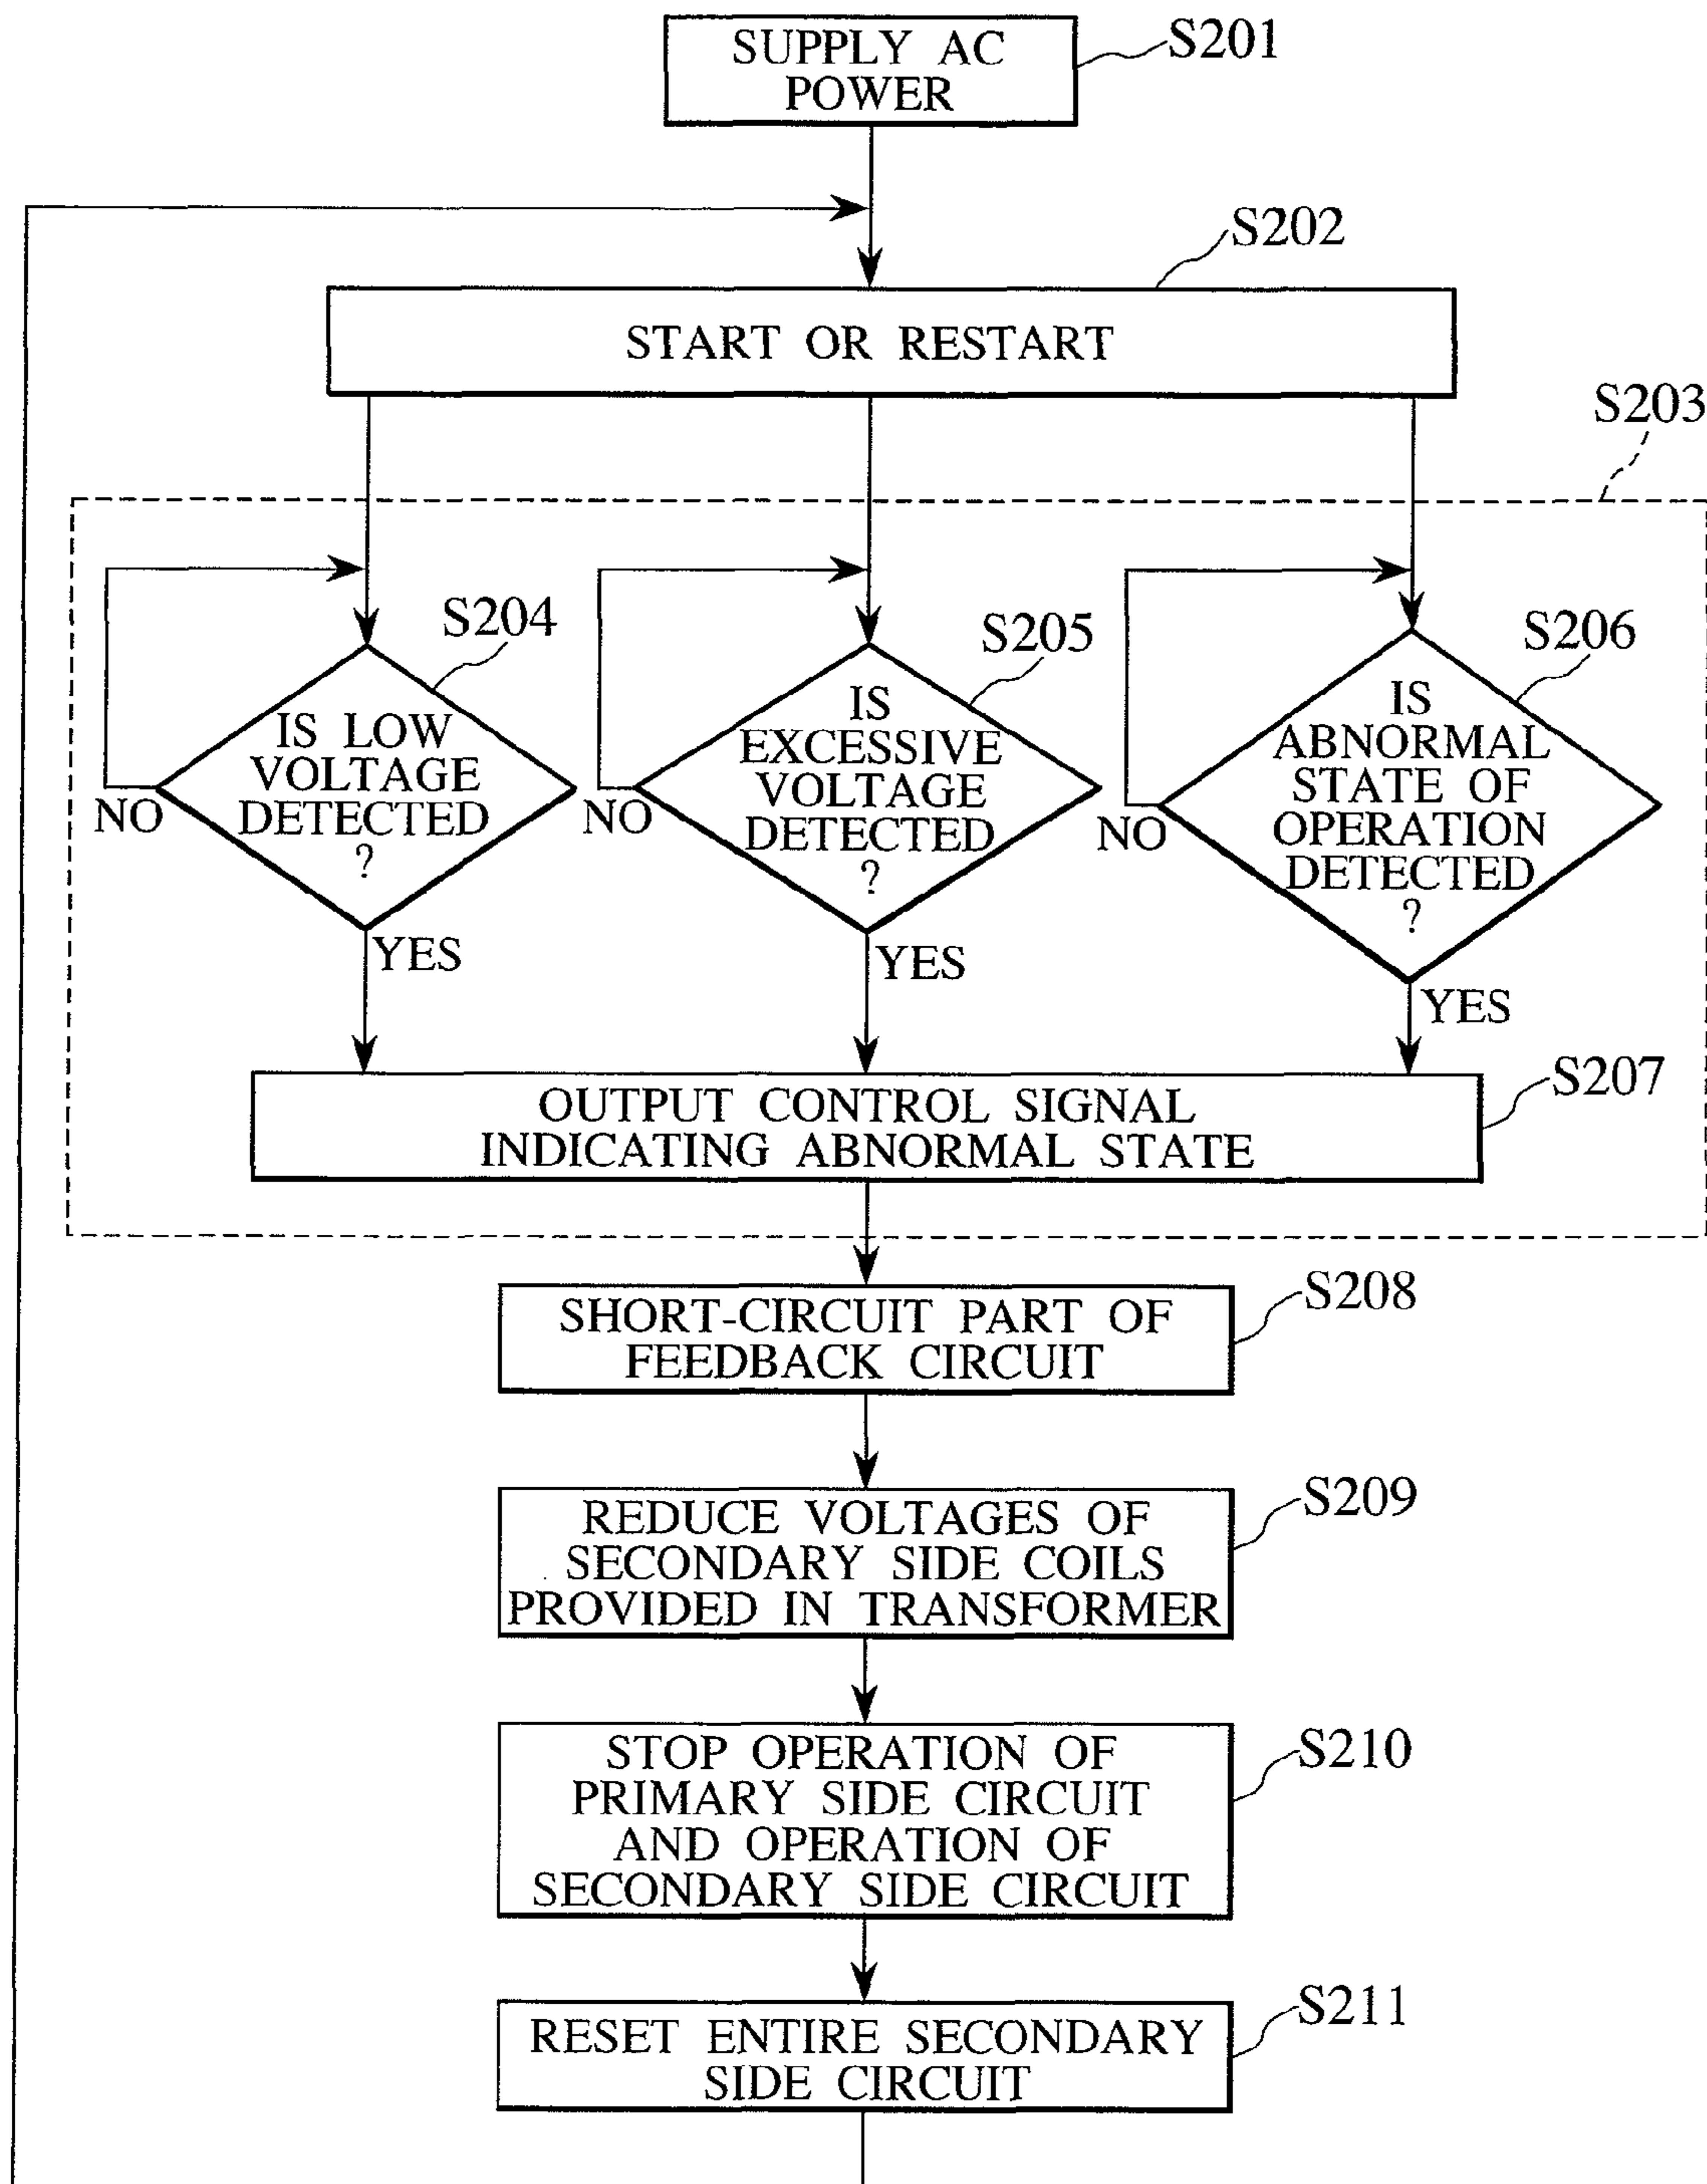 SUPPLY AC
POWER
S201
S202
START OR RESTART
S203
S204
IS LOW
VOLTAGE
DETECTED
?
NO
YES
S205
IS
EXCESSIVE
VOLTAGE
DETECTED
?
NO
YES
S206
IS
ABNORMAL
STATE OF
OPERATION
DETECTED
?
NO
YES
S207
OUTPUT CONTROL SIGNAL
INDICATING ABNORMAL STATE
S208
SHORT-CIRCUIT PART OF
FEEDBACK CIRCUIT
S209
REDUCE VOLTAGES OF
SECONDARY SIDE COILS
PROVIDED IN TRANSFORMER
S210
STOP OPERATION OF
PRIMARY SIDE CIRCUIT
AND OPERATION OF
SECONDARY SIDE CIRCUIT
S211
RESET ENTIRE SECONDARY
SIDE CIRCUIT